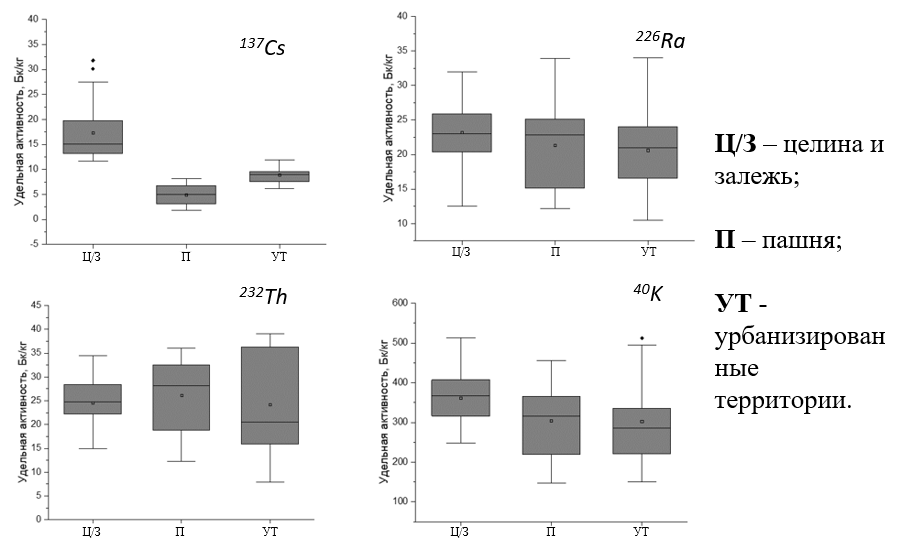 137Cs
Удельная активность, Бк/кг
40
35
30
25
20
15
10
5
0
-5
Ц/З
П
УТ
226Ra
Удельная активность, Бк/кг
40
35
30
25
20
15
10
Ц/З
П
УТ
232Th
Удельная активность, Бк/кг
45
40
35
30
25
20
15
10
5
0
Ц/З
П
УТ
40K
Удельная активность, Бк/кг
600
500
400
300
200
100
Ц/З
П
УТ
Ц/З – целина и
залежь;
П – пашня;
УТ -
урбанизирован
ные
территории.